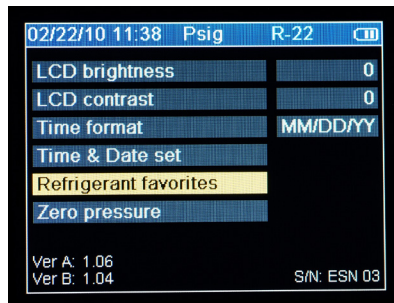 02/22/10 11:38 Psig R-22
LCD brightness 0
LCD contrast 0
Time format MM/DD/YY
Time & Date set
Refrigerant favorites
Zero pressure
Ver A: 1.06
Ver B: 1.04 S/N: ESN 03